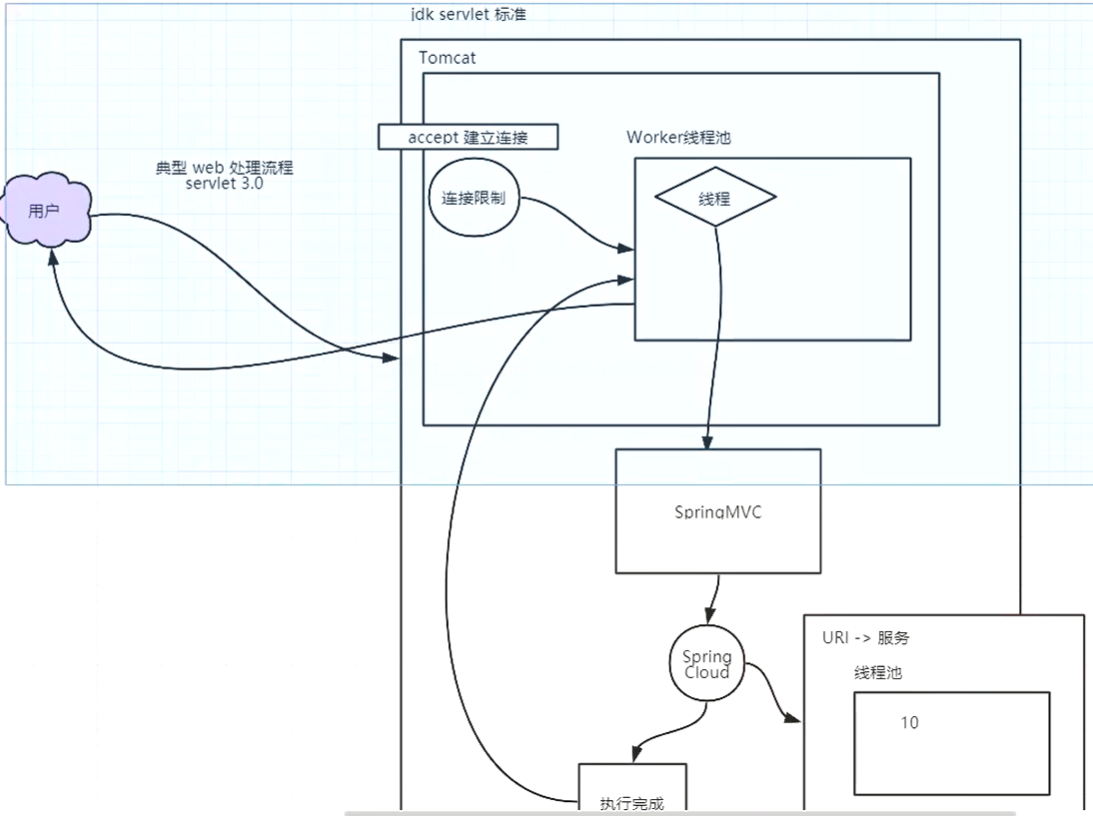 jdk servlet 标准
Tomcat
accept 建立连接
Worker线程池
典型 web 处理流程
servlet 3.0
用户
连接限制
线程
SpringMVC
URI -> 服务
Spring
Cloud
线程池
10
执行完成